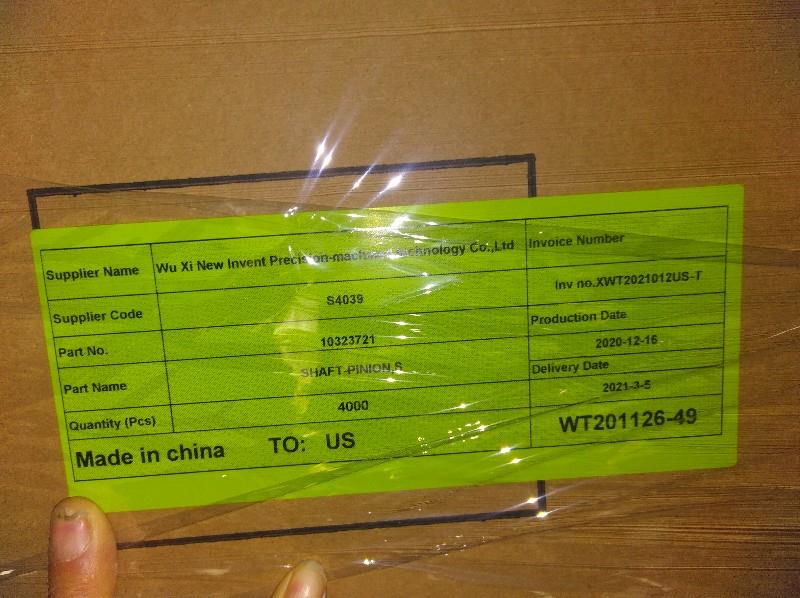 Supplier Name Wu Xi New Invent Precision-machine technology Co.,Ltd Invoice Number
Supplier Code S4039 Inv no.XWT2021012US-T
Part No. 10323721 Production Date
2020-12-16
Part Name SHAFT-PINION,S Delivery Date
2021-3-5
Quantity (Pcs) 4000
Made in china TO: US WT201126-49